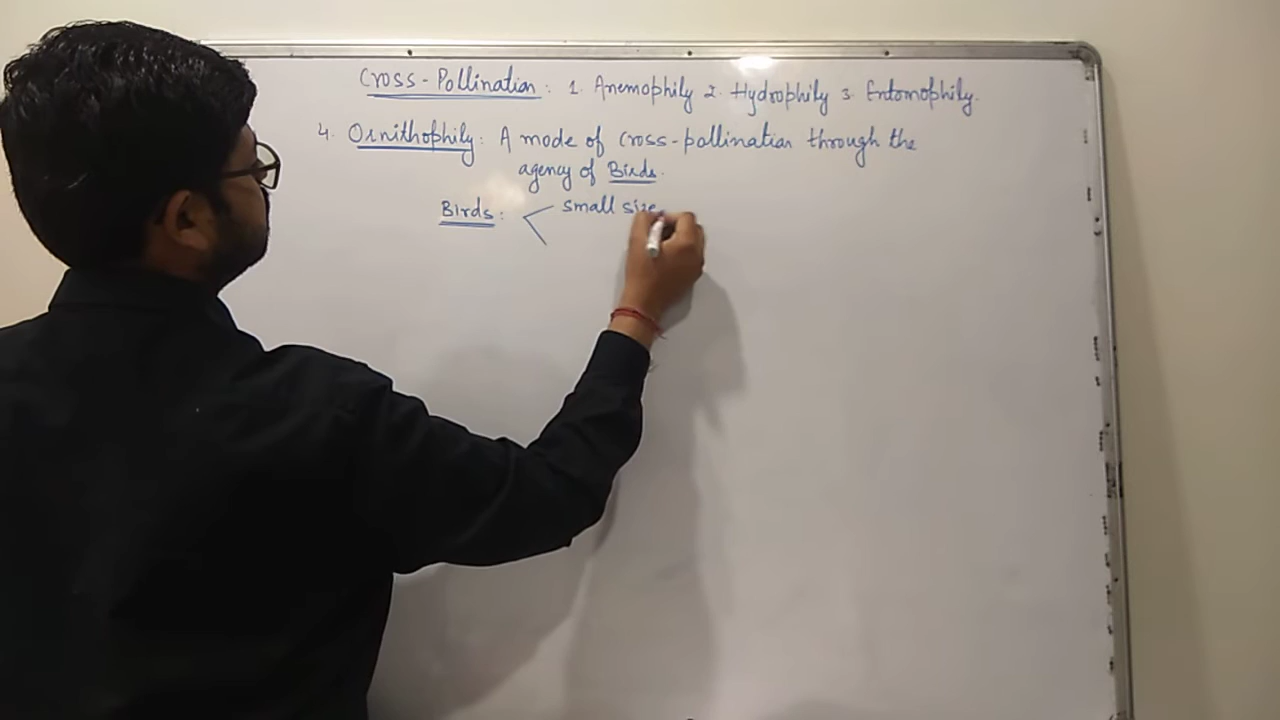 Cross-Pollination: 1. Anemophily 2. Hydrophily 3. Entomophily.
4. Ornithophily: A mode of cross-pollination through the
agency of Birds.
Birds: small size